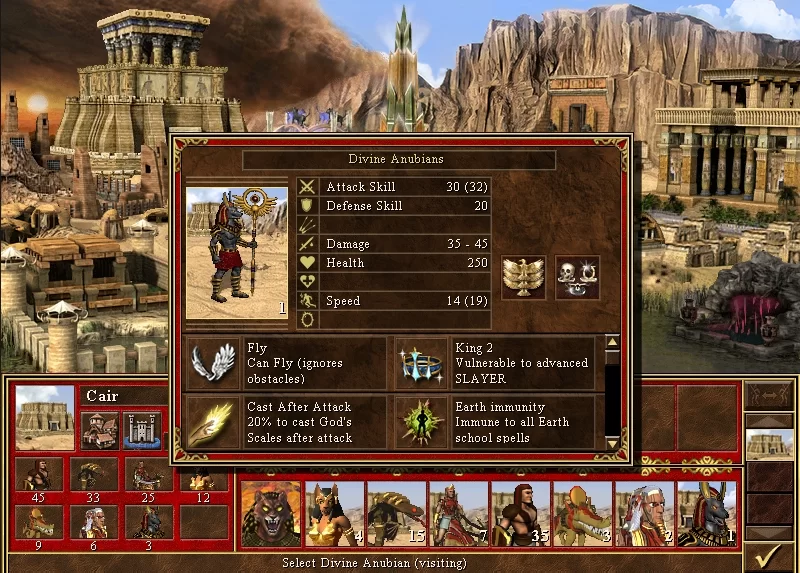 Divine Anubians
Attack Skill 30 (32)
Defense Skill 20
Damage 35 - 45
Health 250
Speed 14 (19)
1
Fly
Can Fly (ignores
obstacles)
King 2
Vulnerable to advanced
SLAYER
Cast After Attack
20% to cast God's
Scales after attack
Earth immunity
Immune to all Earth
school spells
Cair
45 33 25 12
9 6 3
4 15 7 35 3 2 1
Select Divine Anubian (visiting)